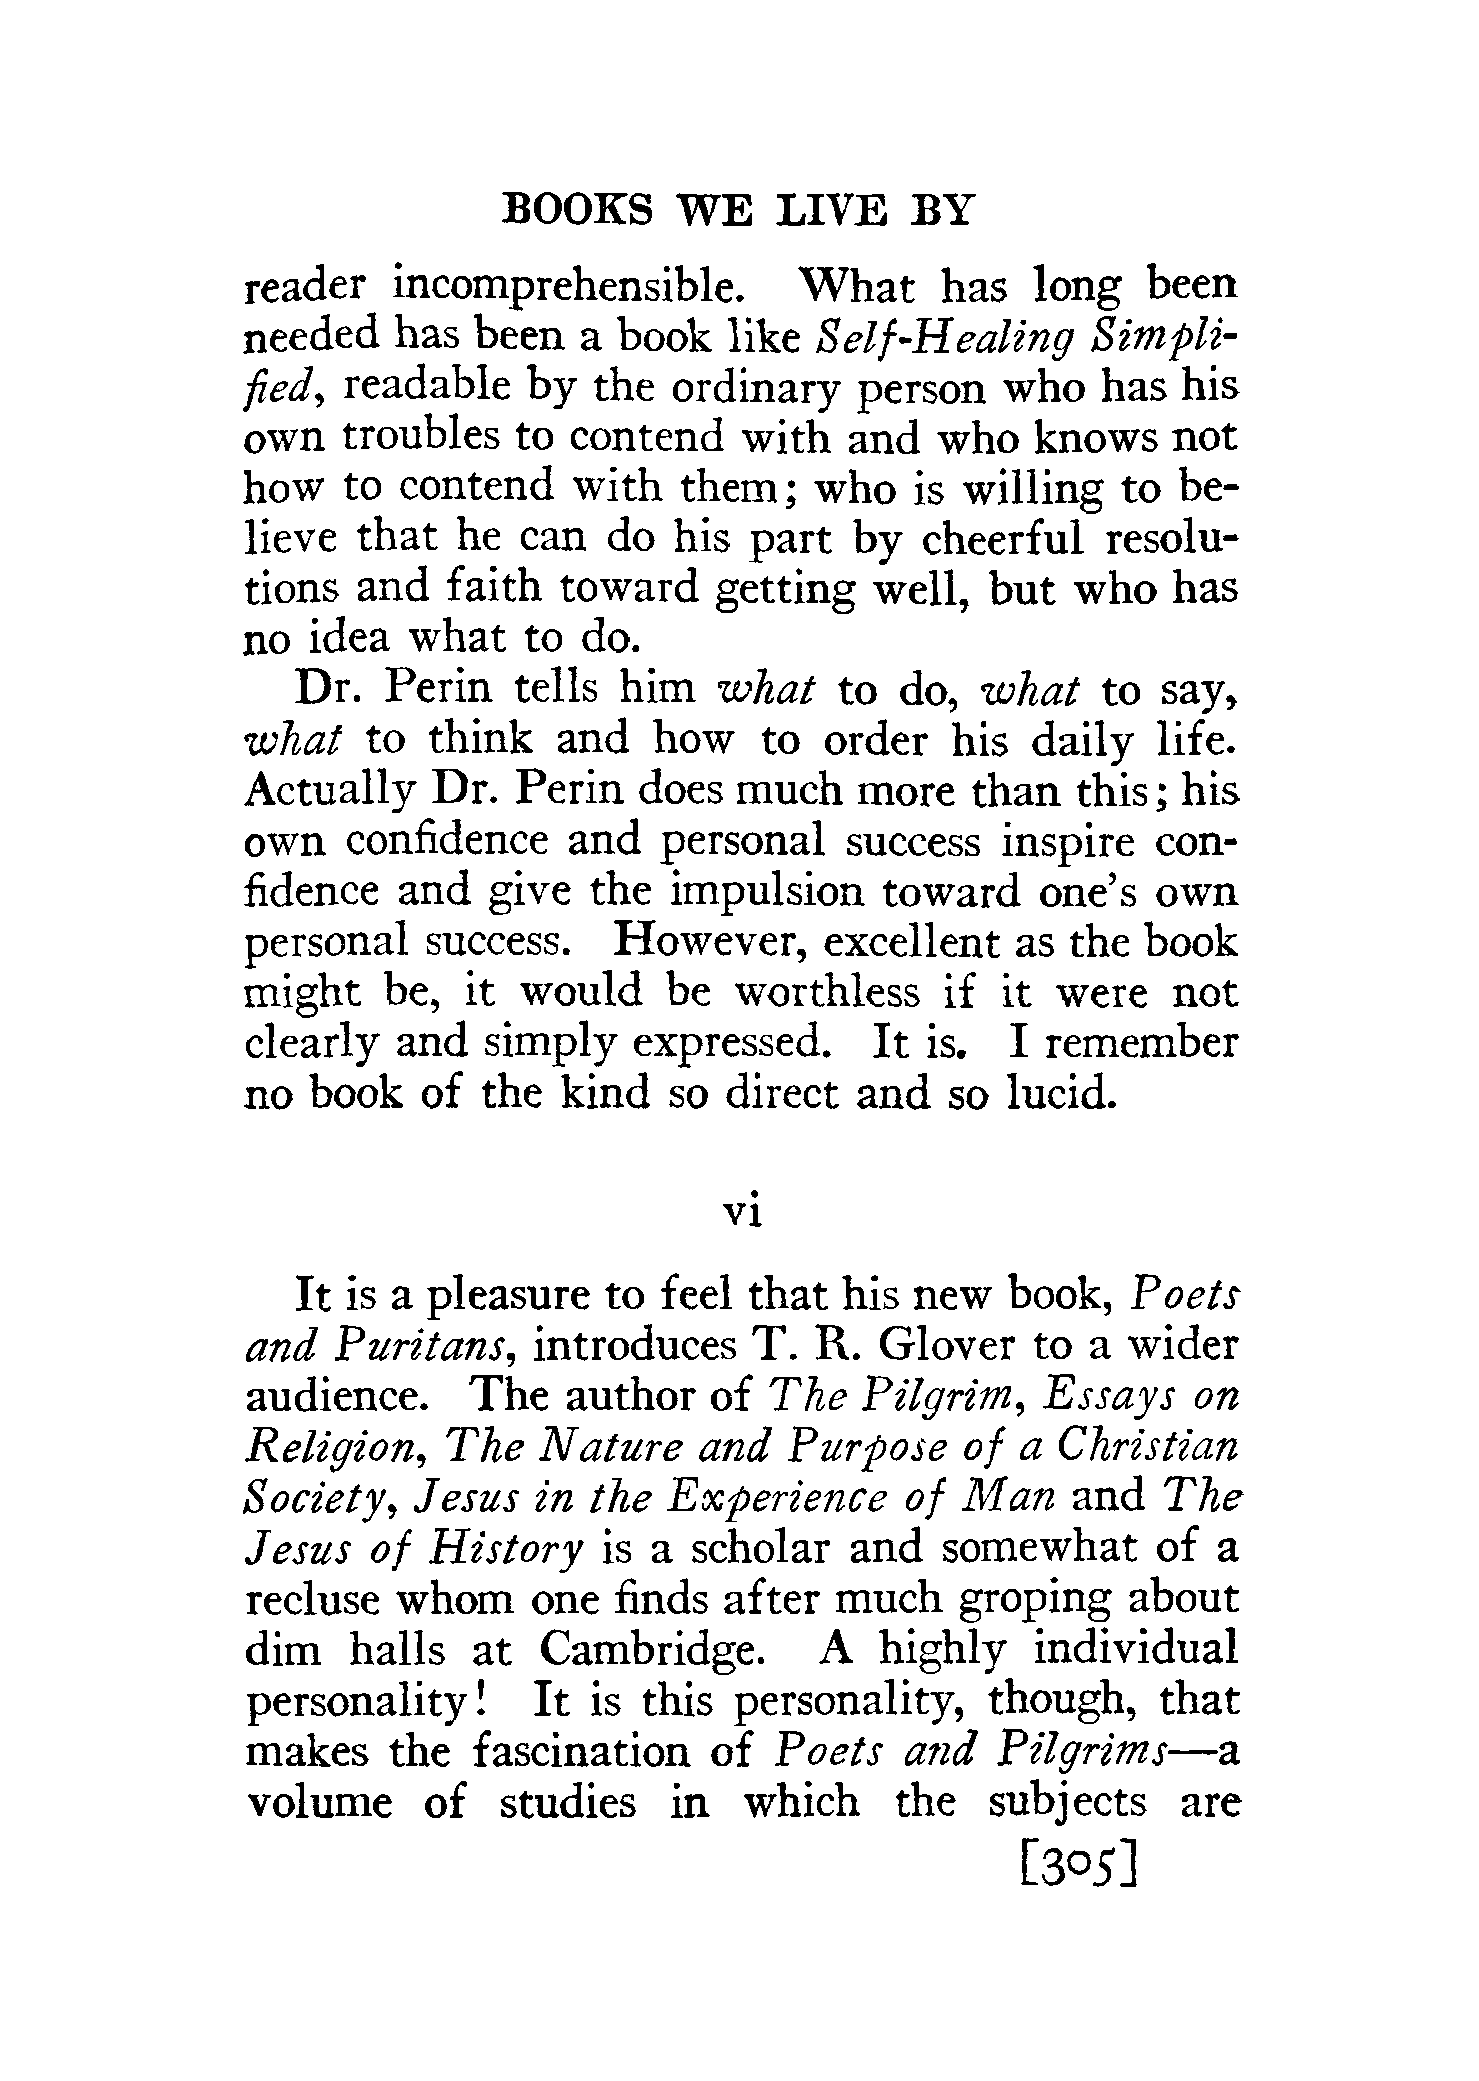 BOOKS WE LIVE BY
reader incomprehensible. What has long been
needed has been a book like Self-Healing Simpli-
fied, readable by the ordinary person who has his
own troubles to contend with and who knows not
how to contend with them; who is willing to be-
lieve that he can do his part by cheerful resolu-
tions and faith toward getting well, but who has
no idea what to do.
Dr. Perin tells him what to do, what to say,
what to think and how to order his daily life.
Actually Dr. Perin does much more than this; his
own confidence and personal success inspire con-
fidence and give the impulsion toward one's own
personal success. However, excellent as the book
might be, it would be worthless if it were not
clearly and simply expressed. It is. I remember
no book of the kind so direct and so lucid.
vi
It is a pleasure to feel that his new book, Poets
and Puritans, introduces T. R. Glover to a wider
audience. The author of The Pilgrim, Essays on
Religion, The Nature and Purpose of a Christian
Society, Jesus in the Experience of Man and The
Jesus of History is a scholar and somewhat of a
recluse whom one finds after much groping about
dim halls at Cambridge. A highly individual
personality! It is this personality, though, that
makes the fascination of Poets and Pilgrims—a
volume of studies in which the subjects are
[305]